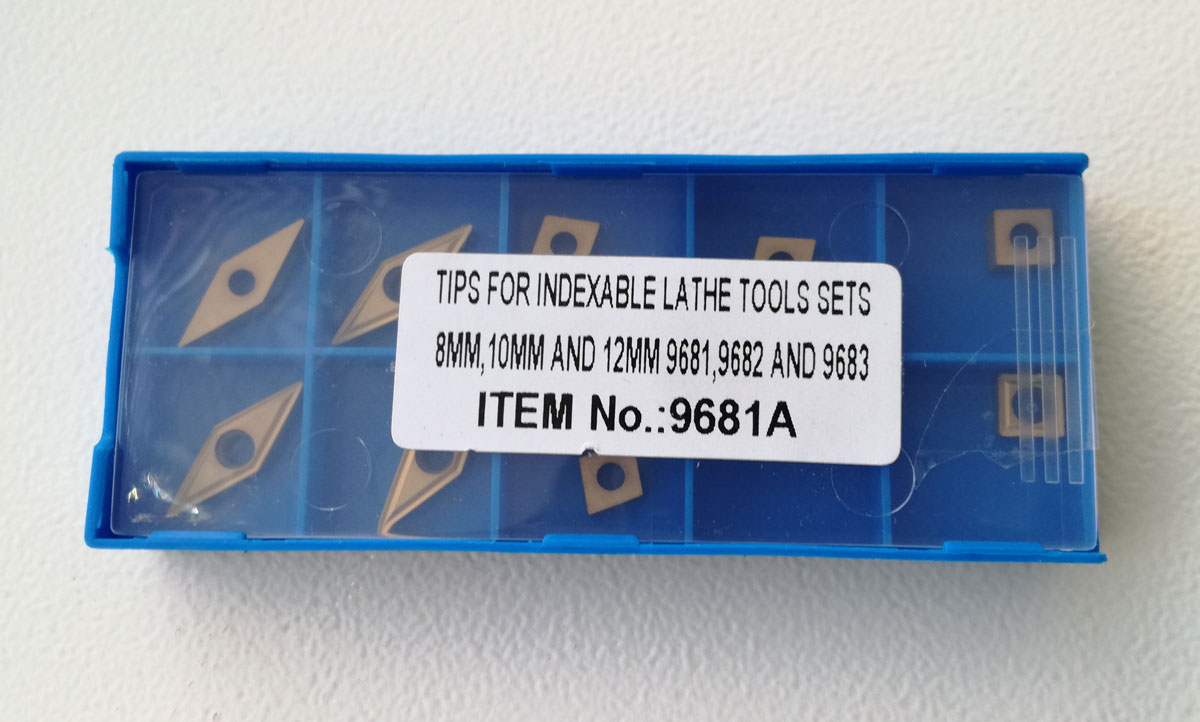 TIPS FOR INDEXABLE LATHE TOOLS SETS
8MM,10MM AND 12MM 9681,9682 AND 9683
ITEM No.:9681A